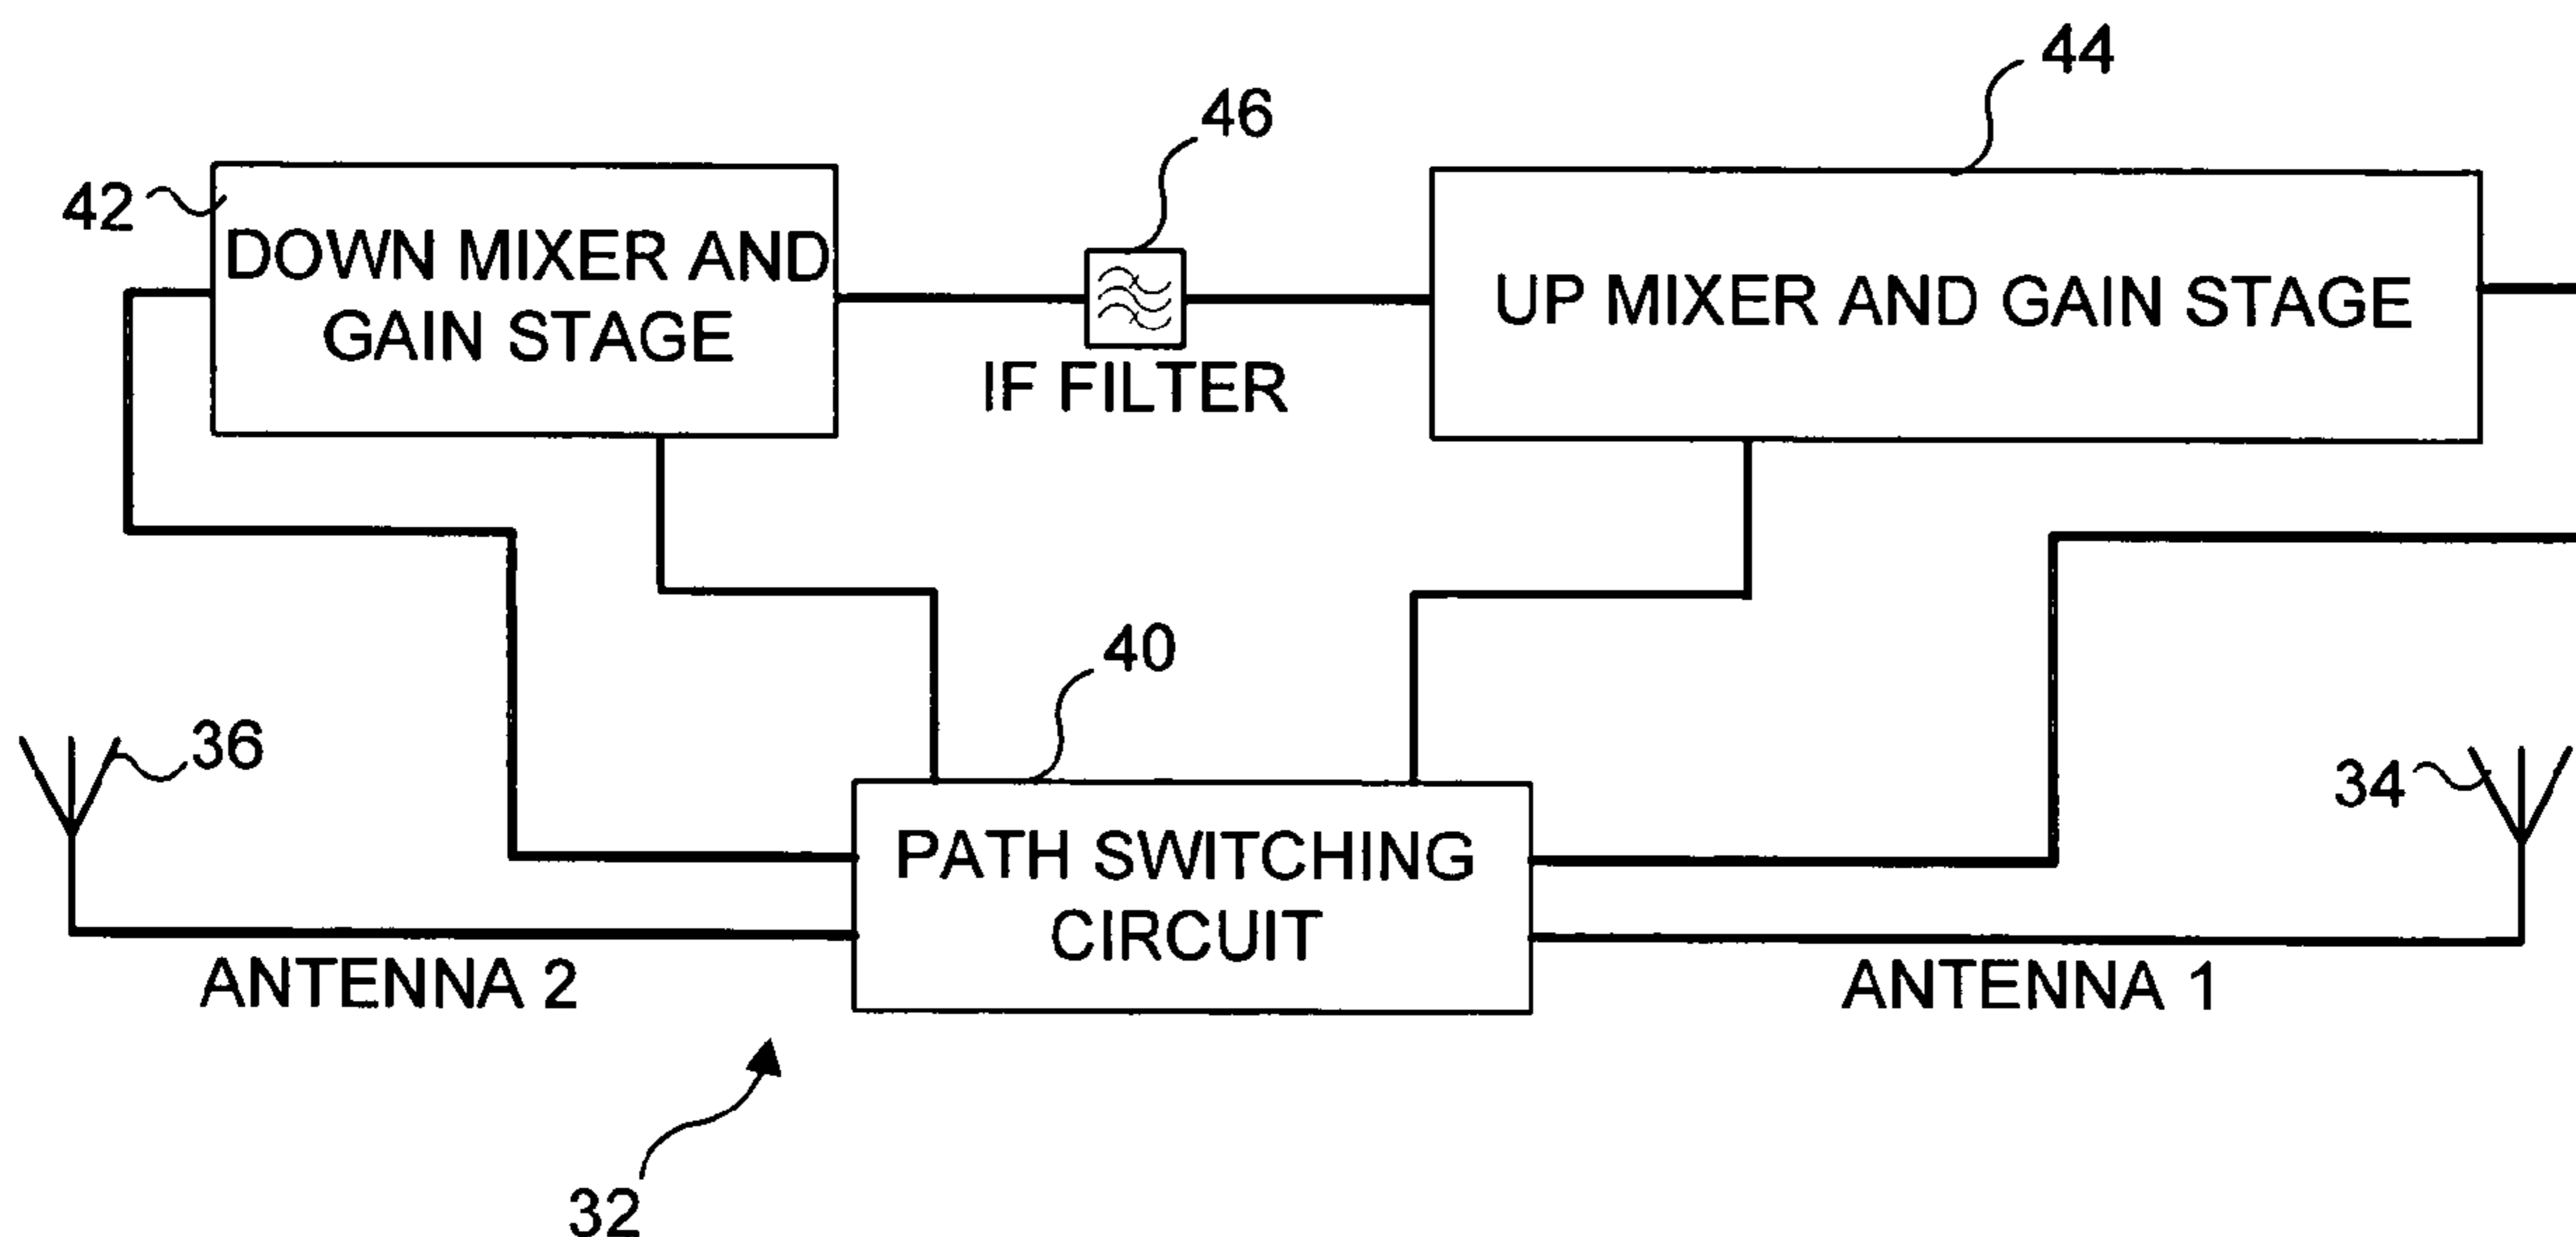 44
46
42
DOWN MIXER AND
GAIN STAGE
UP MIXER AND GAIN STAGE
IF FILTER
40
36
34
PATH SWITCHING
CIRCUIT
ANTENNA 2
ANTENNA 1
32